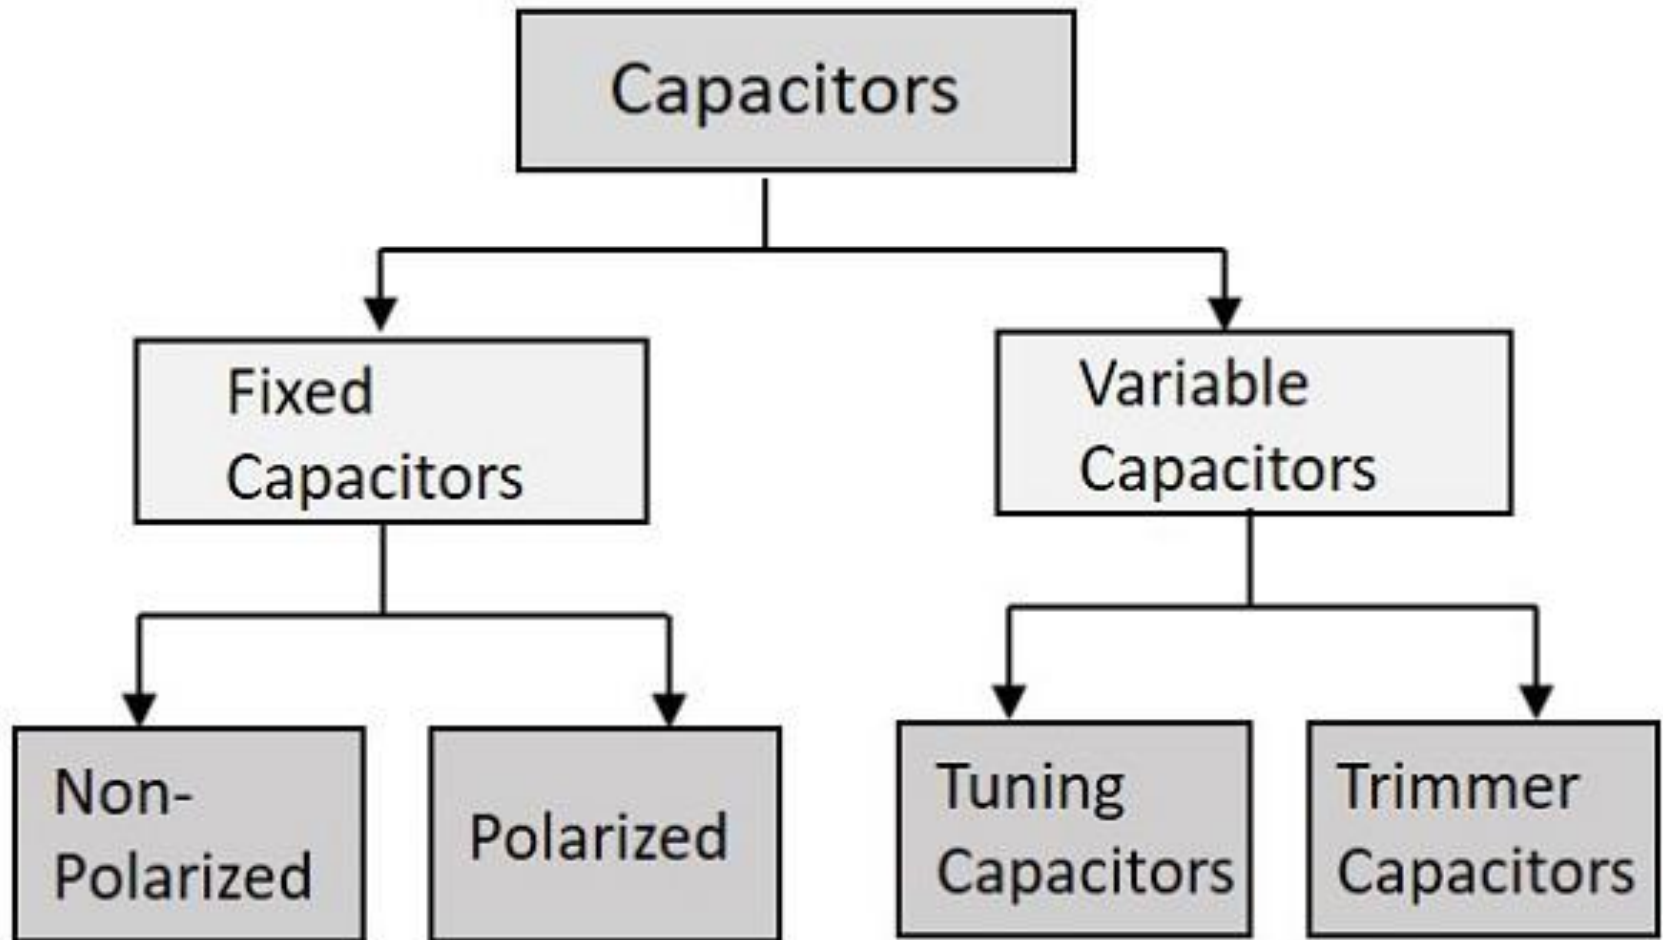 Capacitors
Fixed
Capacitors
Variable
Capacitors
Non-
Polarized
Polarized
Tuning
Capacitors
Trimmer
Capacitors